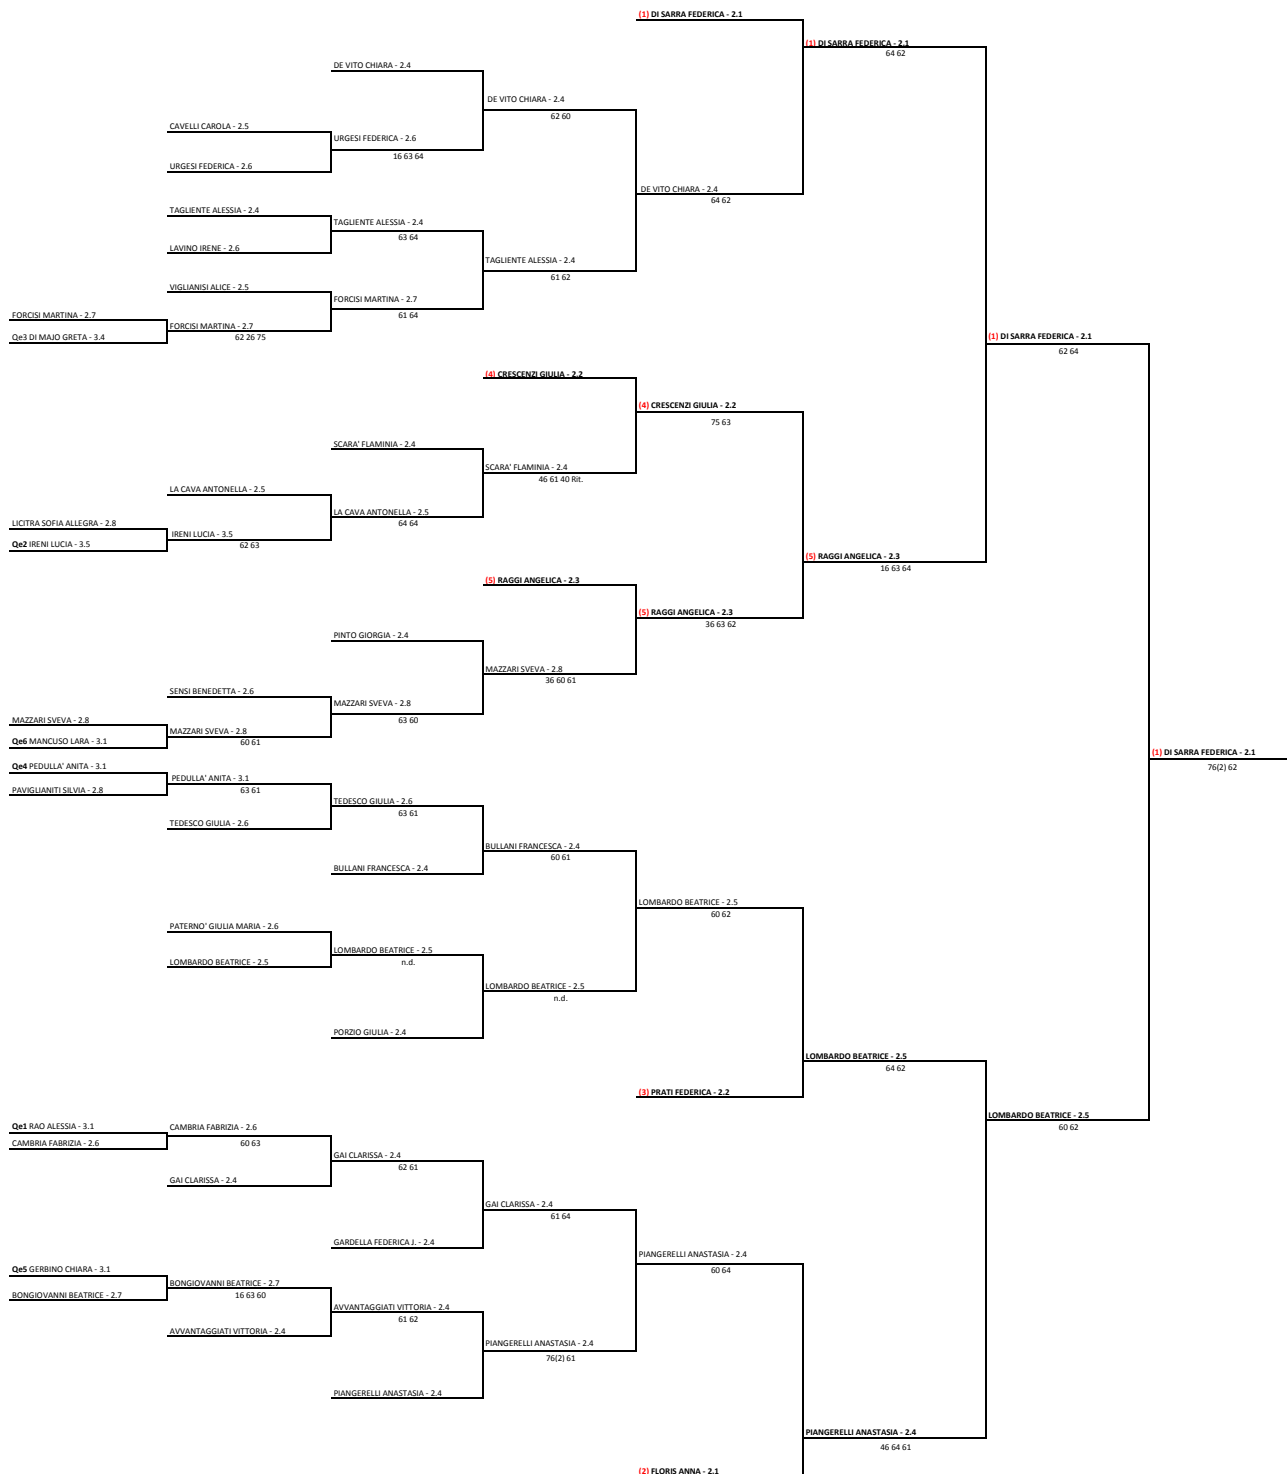 (1) DI SARRA FEDERICA - 2.1
(1) DI SARRA FEDERICA - 2.1
64 62
DE VITO CHIARA - 2.4
DE VITO CHIARA - 2.4
62 60
CAVELLI CAROLA - 2.5
URGESI FEDERICA - 2.6
16 63 64
URGESI FEDERICA - 2.6
DE VITO CHIARA - 2.4
64 62
TAGLIENTE ALESSIA - 2.4
TAGLIENTE ALESSIA - 2.4
63 64
LAVINO IRENE - 2.6
TAGLIENTE ALESSIA - 2.4
61 62
VIGLIANISI ALICE - 2.5
FORCISI MARTINA - 2.7
61 64
FORCISI MARTINA - 2.7
FORCISI MARTINA - 2.7
62 26 75
Qe3 DI MAJO GRETA - 3.4
(1) DI SARRA FEDERICA - 2.1
62 64
(4) CRESCENZI GIULIA - 2.2
(4) CRESCENZI GIULIA - 2.2
75 63
SCARA' FLAMINIA - 2.4
SCARA' FLAMINIA - 2.4
46 61 40 Rit.
LA CAVA ANTONELLA - 2.5
LA CAVA ANTONELLA - 2.5
64 64
LICITRA SOFIA ALLEGRA - 2.8
IRENI LUCIA - 3.5
62 63
Qe2 IRENI LUCIA - 3.5
(5) RAGGI ANGELICA - 2.3
16 63 64
(5) RAGGI ANGELICA - 2.3
(5) RAGGI ANGELICA - 2.3
36 63 62
PINTO GIORGIA - 2.4
MAZZARI SVEVA - 2.8
36 60 61
SENSI BENEDETTA - 2.6
MAZZARI SVEVA - 2.8
63 60
MAZZARI SVEVA - 2.8
MAZZARI SVEVA - 2.8
60 61
Qe6 MANCUSO LARA - 3.1
(1) DI SARRA FEDERICA - 2.1
76(2) 62
Qe4 PEDULLA' ANITA - 3.1
PEDULLA' ANITA - 3.1
63 61
PAVIGLIANITI SILVIA - 2.8
TEDESCO GIULIA - 2.6
63 61
TEDESCO GIULIA - 2.6
BULLANI FRANCESCA - 2.4
60 61
BULLANI FRANCESCA - 2.4
LOMBARDO BEATRICE - 2.5
60 62
PATERNO' GIULIA MARIA - 2.6
LOMBARDO BEATRICE - 2.5
n.d.
LOMBARDO BEATRICE - 2.5
LOMBARDO BEATRICE - 2.5
n.d.
PORZIO GIULIA - 2.4
LOMBARDO BEATRICE - 2.5
64 62
(3) PRATI FEDERICA - 2.2
LOMBARDO BEATRICE - 2.5
60 62
Qe1 RAO ALESSIA - 3.1
CAMBRIA FABRIZIA - 2.6
60 63
CAMBRIA FABRIZIA - 2.6
GAI CLARISSA - 2.4
62 61
GAI CLARISSA - 2.4
GAI CLARISSA - 2.4
61 64
GARDELLA FEDERICA J. - 2.4
PIANGERELLI ANASTASIA - 2.4
60 64
Qe5 GERBINO CHIARA - 3.1
BONGIOVANNI BEATRICE - 2.7
16 63 60
BONGIOVANNI BEATRICE - 2.7
AVVANTAGGIATI VITTORIA - 2.4
61 62
AVVANTAGGIATI VITTORIA - 2.4
PIANGERELLI ANASTASIA - 2.4
76(2) 61
PIANGERELLI ANASTASIA - 2.4
PIANGERELLI ANASTASIA - 2.4
46 64 61
(2) FLORIS ANNA - 2.1